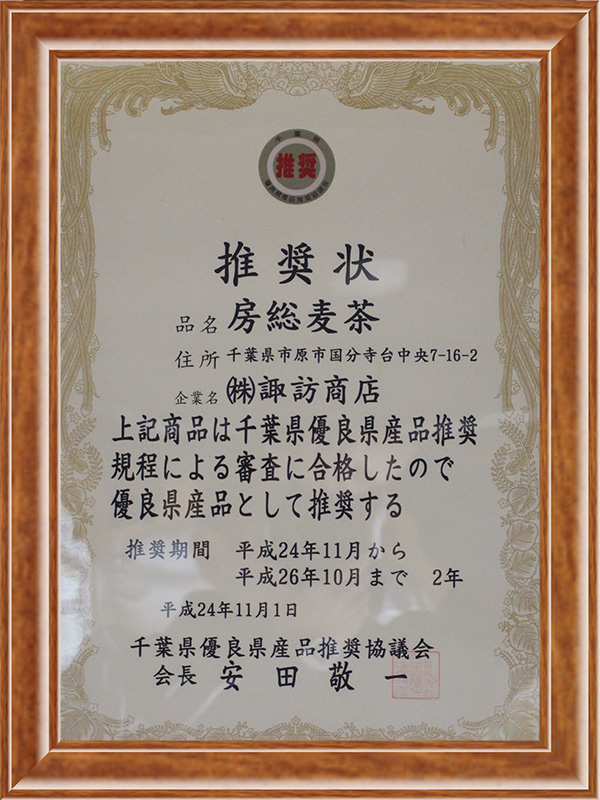 千葉県
推奨
推奨状
品名 房総麦茶
住所 千葉県市原市国分寺台中央7-16-2
企業名 ㈱諏訪商店
上記商品は千葉県優良県産品推奨
規程による審査に合格したので
優良県産品として推奨する
推奨期間 平成24年11月から
平成26年10月まで 2年
平成24年11月1日
千葉県優良県産品推奨協議会
会長 安田敬一